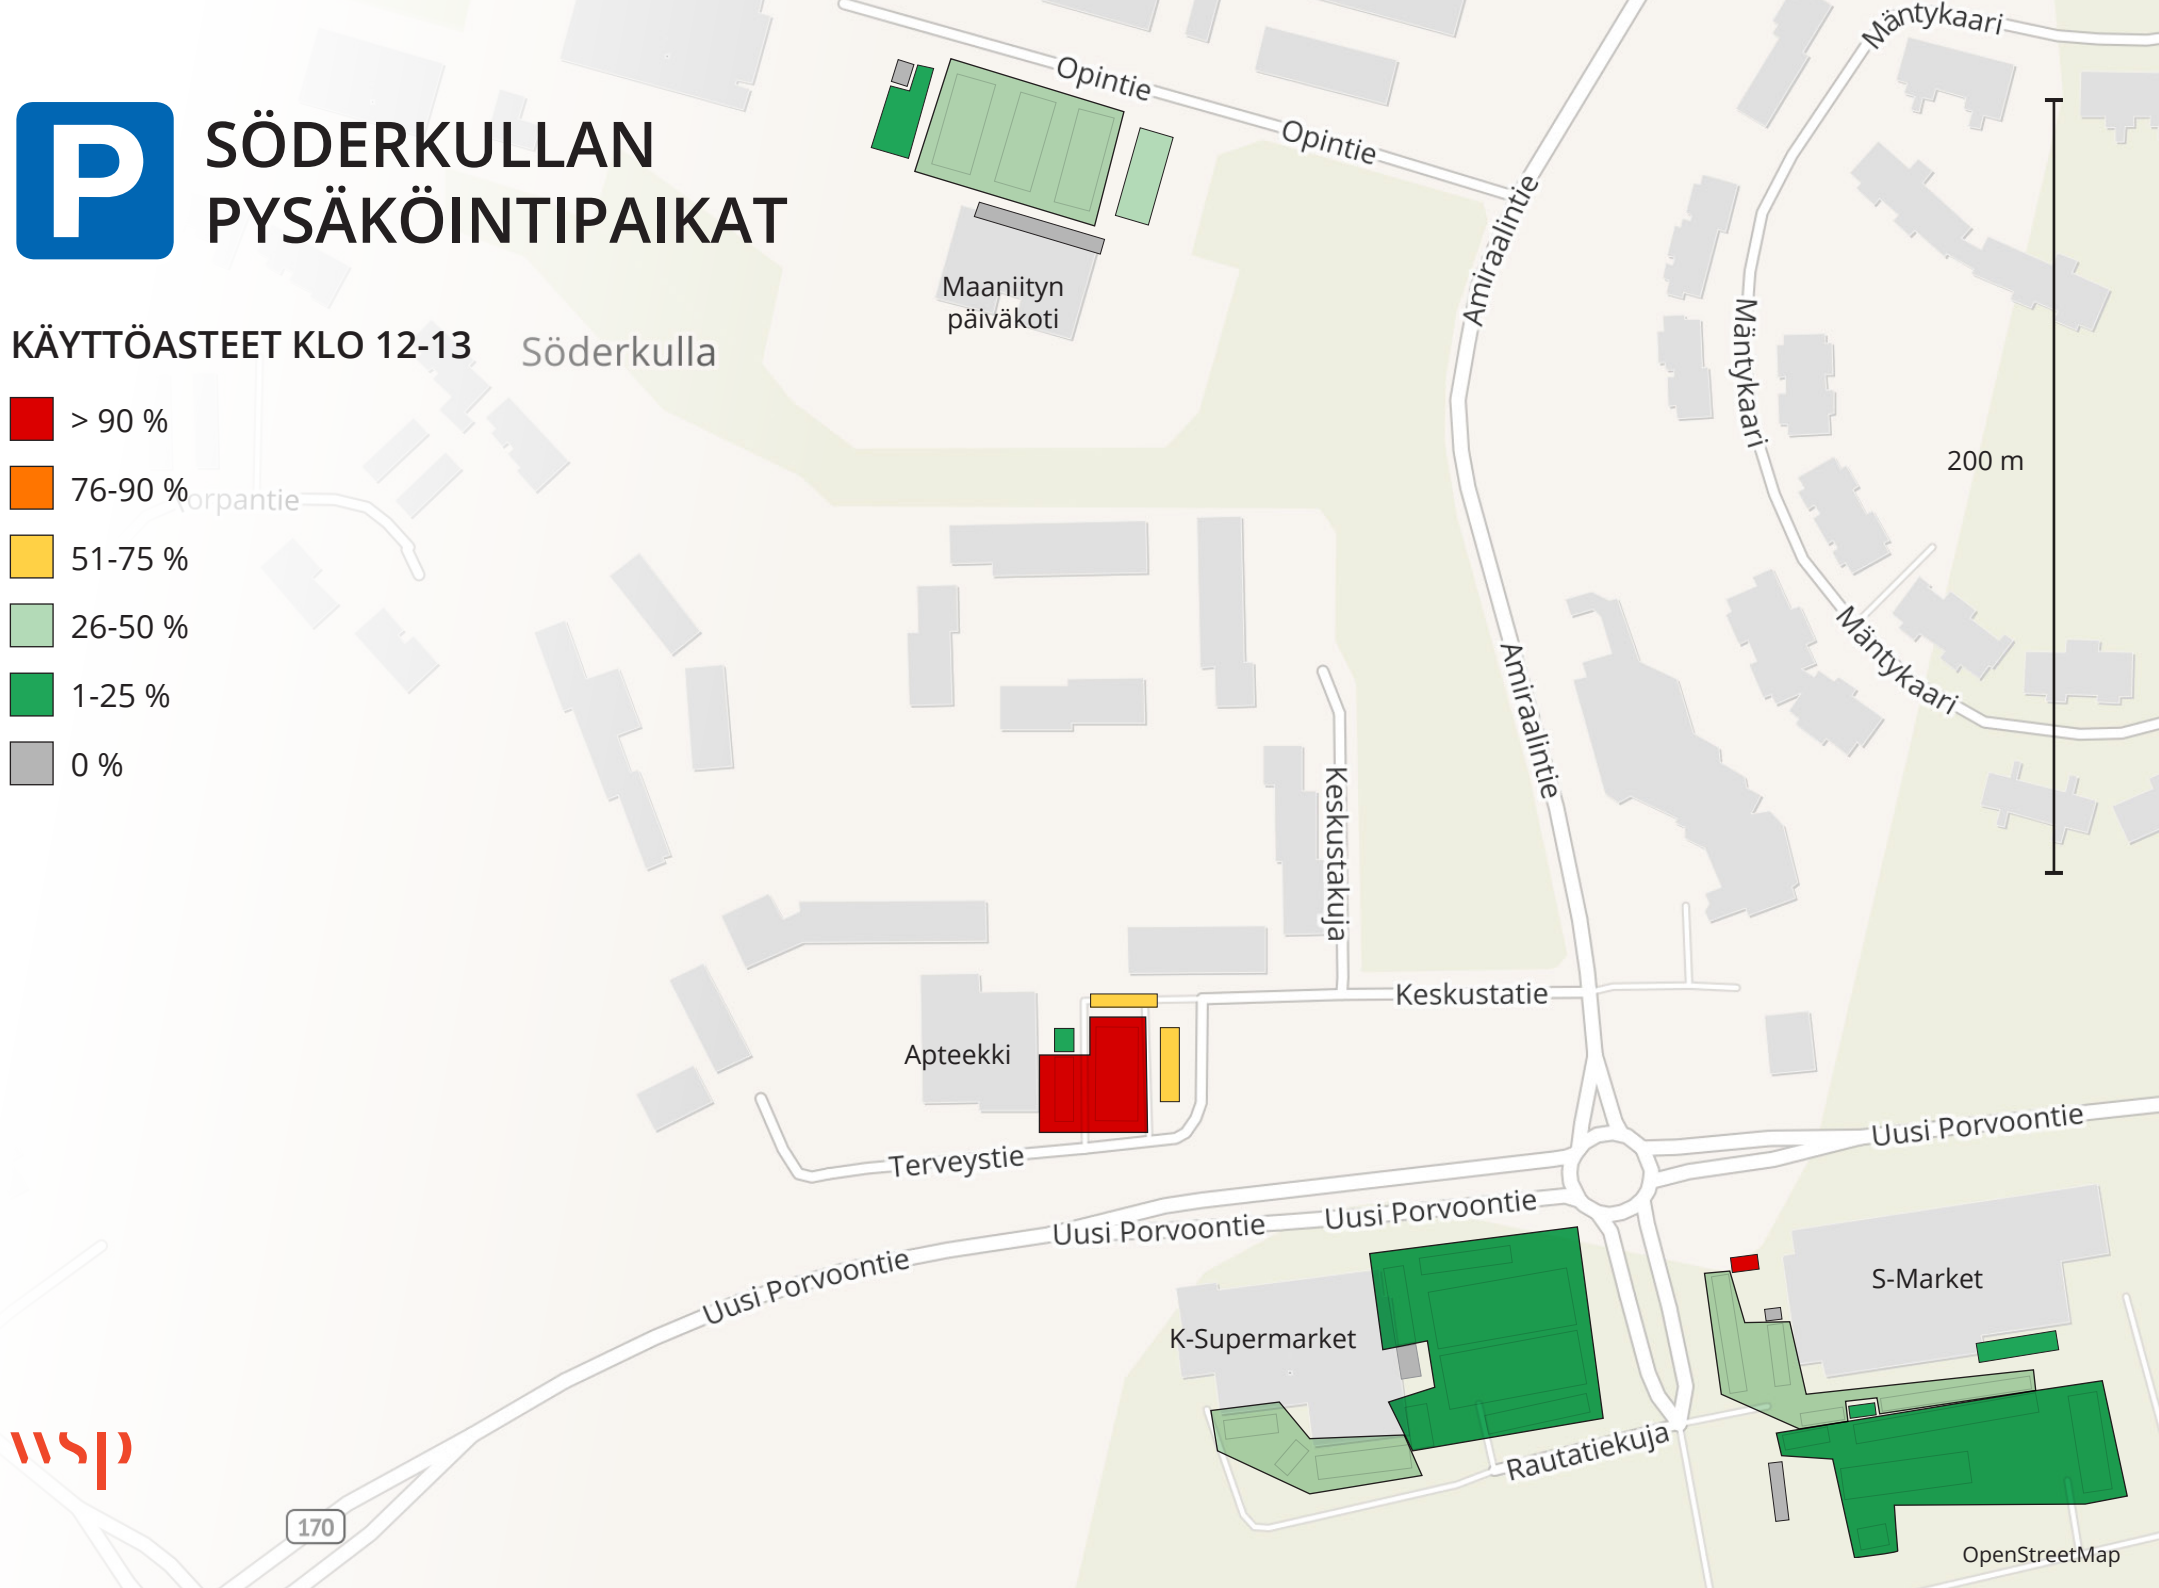 P
SÖDERKULLAN
PYSÄKÖINTIPAIKAT
KÄYTTÖASTEET KLO 12-13
> 90 %
76-90 %
51-75 %
26-50 %
1-25 %
0 %
Söderkulla
Opintie
Opintie
Maaniityn
päiväkoti
Mäntykaari
Amiraalintie
Mäntykaari
200 m
Mäntykaari
Amiraalintie
Keskustakuja
Keskustatie
Apteekki
Terveystie
Uusi Porvoontie
Uusi Porvoontie
Uusi Porvoontie
Uusi Porvoontie
K-Supermarket
S-Market
Rautatiekuja
wsp
170
OpenStreetMap